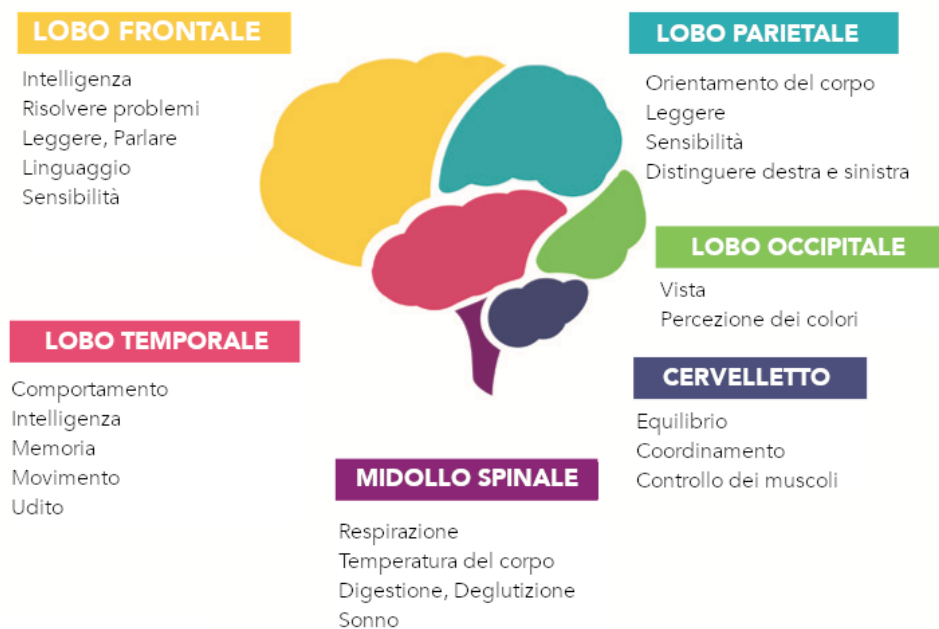 LOBO FRONTALE
Intelligenza
Risolvere problemi
Leggere, Parlare
Linguaggio
Sensibilità
LOBO PARIETALE
Orientamento del corpo
Leggere
Sensibilità
Distinguere destra e sinistra
LOBO OCCIPITALE
Vista
Percezione dei colori
LOBO TEMPORALE
Comportamento
Intelligenza
Memoria
Movimento
Udito
CERVELLETTO
Equilibrio
Coordinamento
Controllo dei muscoli
MIDOLLO SPINALE
Respirazione
Temperatura del corpo
Digestione, Deglutizione
Sonno